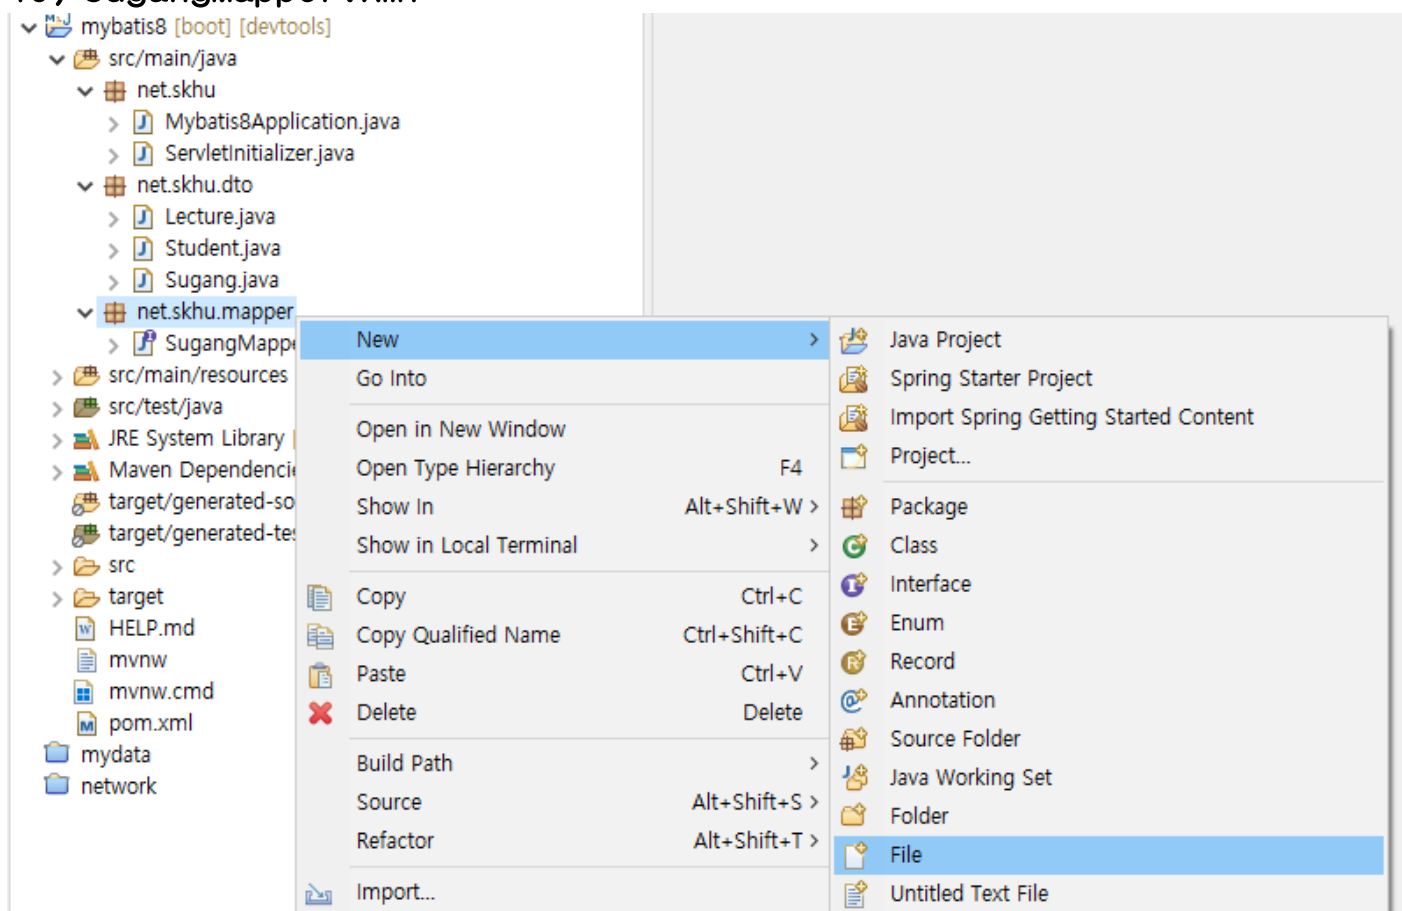 mybatis8 [boot] [devtools]
src/main/java
net.skhu
Mybatis8Application.java
ServletInitializer.java
net.skhu.dto
Lecture.java
Student.java
Sugang.java
net.skhu.mapper
SugangMappe
src/main/resources
src/test/java
JRE System Library
Maven Dependencie
target/generated-so
target/generated-tes
src
target
HELP.md
mvnw
mvnw.cmd
pom.xml
mydata
network
New
Go Into
Open in New Window
Open Type Hierarchy F4
Show In Alt+Shift+W
Show in Local Terminal
Copy Ctrl+C
Copy Qualified Name Ctrl+Shift+C
Paste Ctrl+V
Delete Delete
Build Path
Source Alt+Shift+S
Refactor Alt+Shift+T
Import...
Java Project
Spring Starter Project
Import Spring Getting Started Content
Project...
Package
Class
Interface
Enum
Record
Annotation
Source Folder
Java Working Set
Folder
File
Untitled Text File